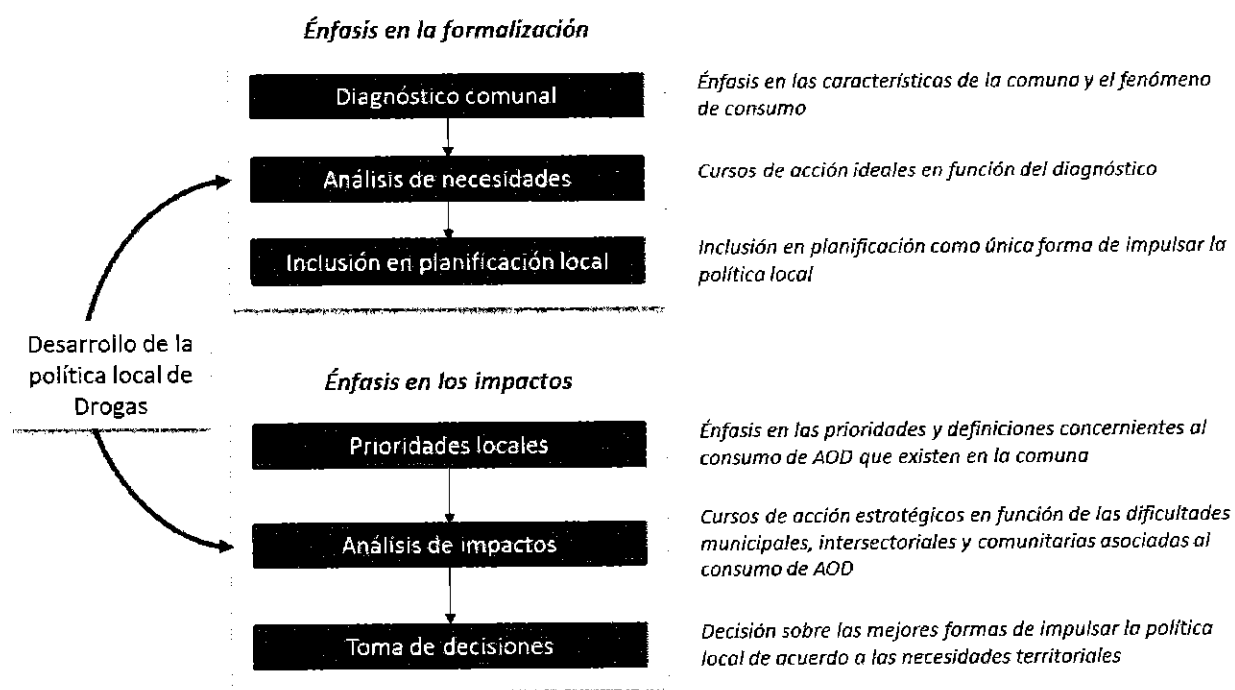 Énfasis en la formalización
Diagnóstico comunal
Énfasis en las características de la comuna y el fenómeno
de consumo
Análisis de necesidades
Cursos de acción ideales en función del diagnóstico
Inclusión en planificación local
Inclusión en planificación como única forma de impulsar la
política local
Desarrollo de la
política local de
Drogas
Énfasis en los impactos
Prioridades locales
Énfasis en las prioridades y definiciones concernientes al
consumo de AOD que existen en la comuna
Análisis de impactos
Cursos de acción estratégicos en función de las dificultades
municipales, intersectoriales y comunitarias asociadas al
consumo de AOD
Toma de decisiones
Decisión sobre las mejores formas de impulsar la política
local de acuerdo a las necesidades territoriales